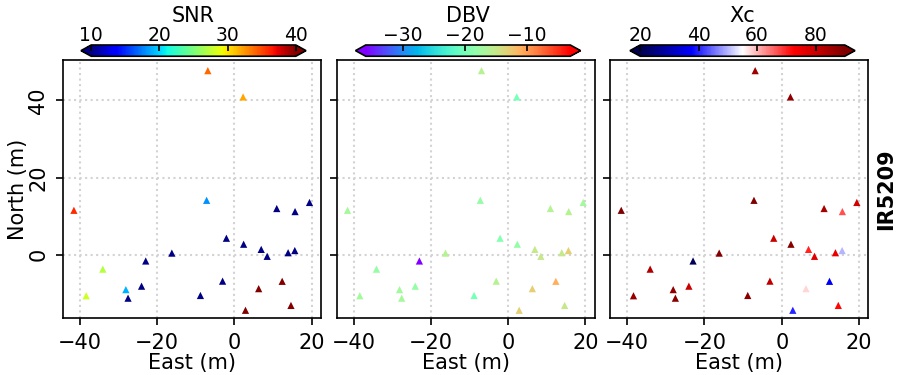 SNR DBV Xc
10 20 30 40 −30 −20 −10 20 40 60 80
North (m)
40
20
0
IR5209
−40 −20 0 20 −40 −20 0 20 −40 −20 0 20
East (m) East (m) East (m)